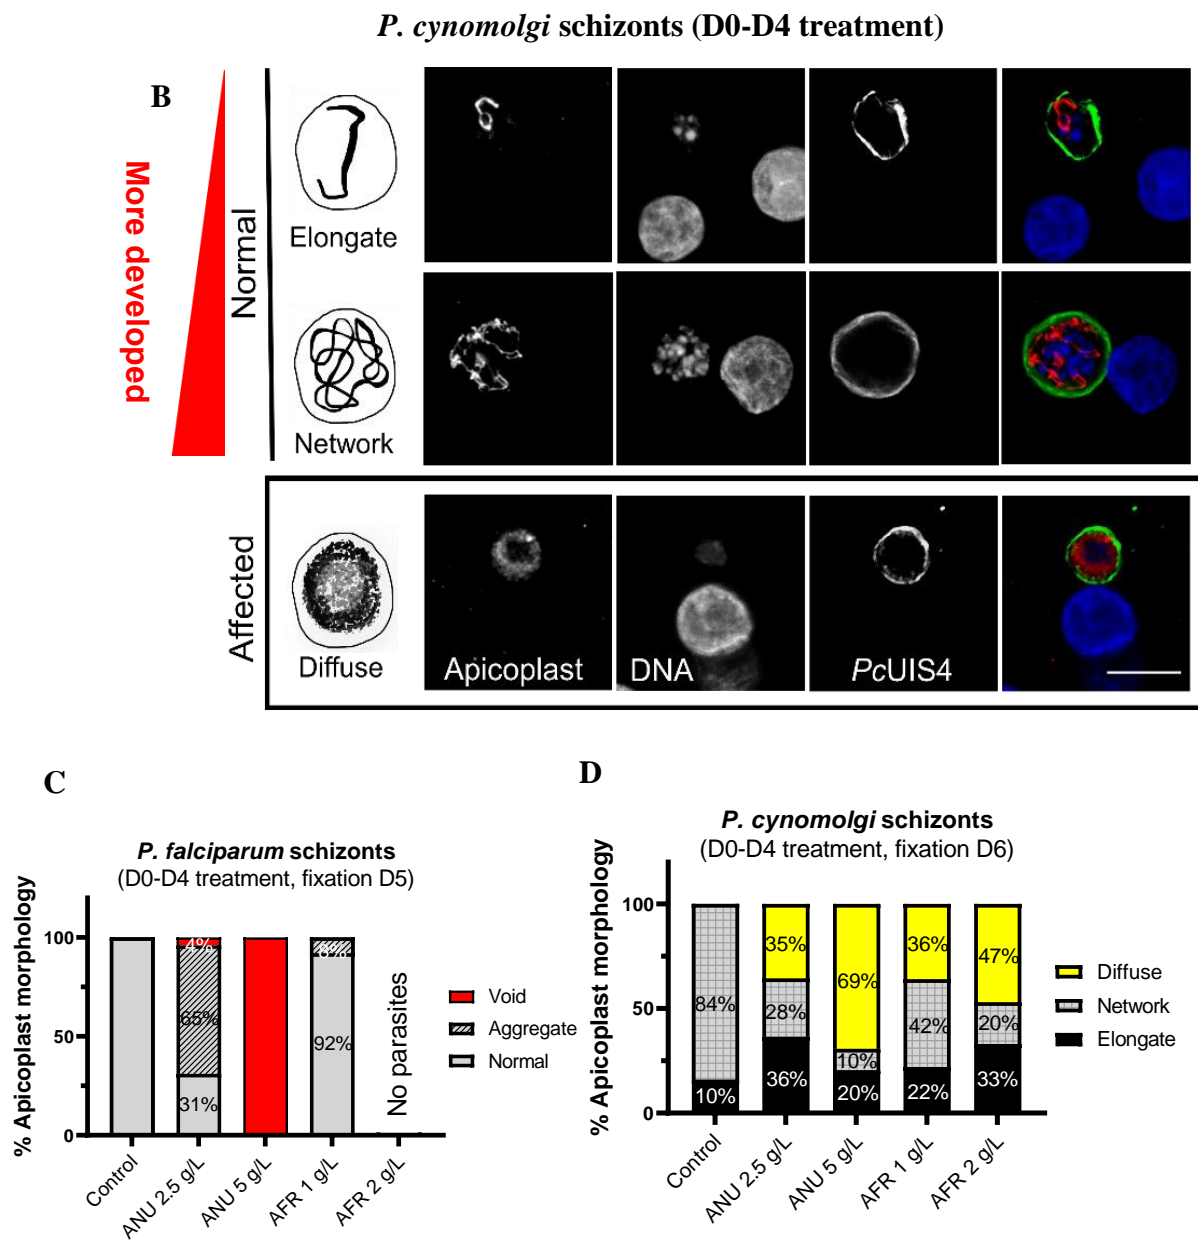 P. cynomolgi schizonts (D0-D4 treatment)
B
More developed
Normal
Elongate
Network
Affected
Diffuse
Apicoplast
DNA
PcUIS4
C
P. falciparum schizonts
(D0-D4 treatment, fixation D5)
% Apicoplast morphology
100
50
0
4%
65%
31%
8%
92%
No parasites
Control
ANU 2.5 g/L
ANU 5 g/L
AFR 1 g/L
AFR 2 g/L
Void
Aggregate
Normal
D
P. cynomolgi schizonts
(D0-D4 treatment, fixation D6)
% Apicoplast morphology
100
50
0
84%
10%
35%
28%
36%
69%
10%
20%
36%
42%
22%
47%
20%
33%
Control
ANU 2.5 g/L
ANU 5 g/L
AFR 1 g/L
AFR 2 g/L
Diffuse
Network
Elongate